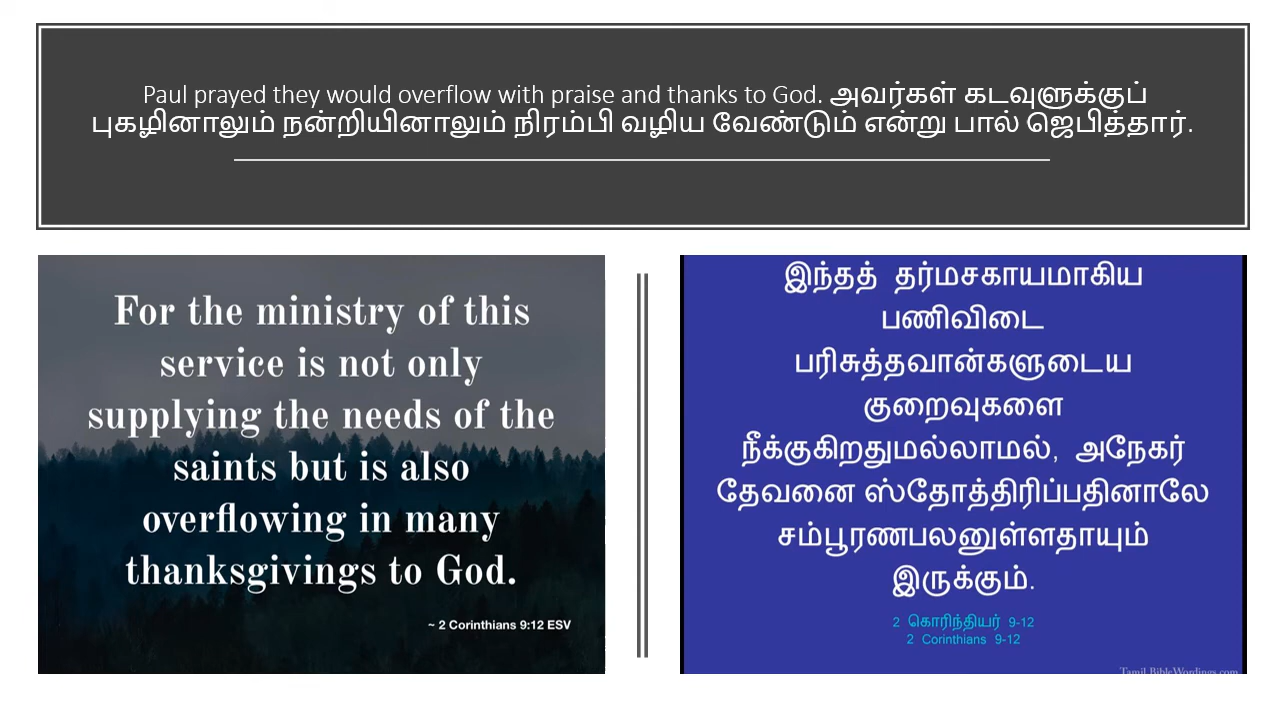 Paul prayed they would overflow with praise and thanks to God. அவர்கள் கடவுளுக்குப்
புகழினாலும் நன்றியினாலும் நிரம்பி வழிய வேண்டும் என்று பால் ஜெபித்தார்.
For the ministry of this
service is not only
supplying the needs of the
saints but is also
overflowing in many
thanksgivings to God.
~ 2 Corinthians 9:12 ESV
இந்தத் தர்மசகாயமாகிய
பணிவிடை
பரிசுத்தவான்களுடைய
குறைவுகளை
நீக்குகிறதுமல்லாமல், அநேகர்
தேவனை ஸ்தோத்திரிப்பதினாலே
சம்பூரணபலனுள்ளதாயும்
இருக்கும்.
2 கொரிந்தியர் 9-12
2 Corinthians 9-12
Tamil.BibleWordings.com